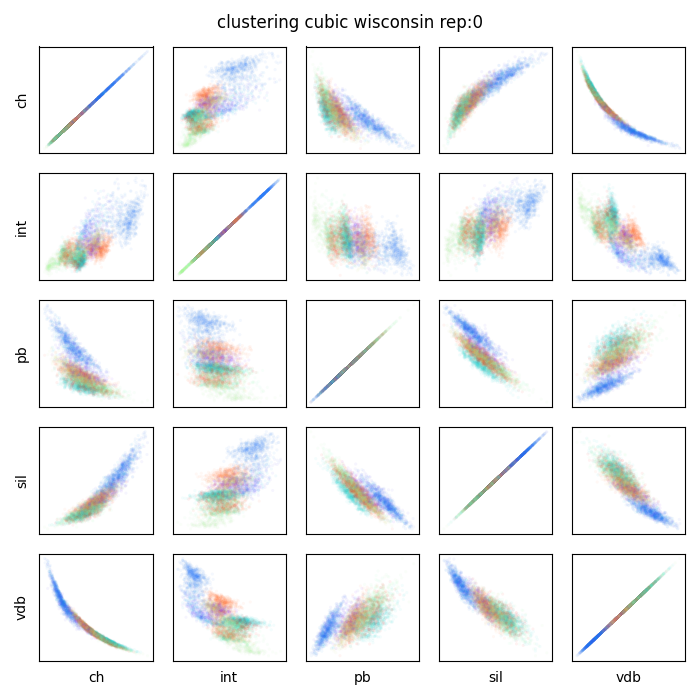 clustering cubic wisconsin rep:0
ch
int
pb
sil
vdb
ch
int
pb
sil
vdb